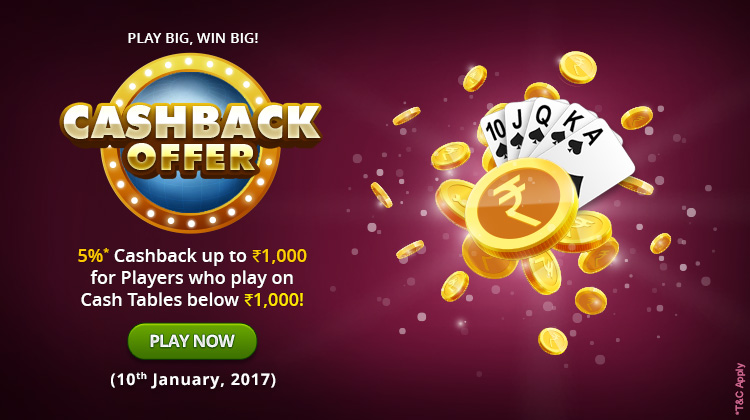 PLAY BIG, WIN BIG!
CASHBACK
OFFER
5%* Cashback up to ₹1,000
for Players who play on
Cash Tables below ₹1,000!
PLAY NOW
(10th January, 2017)
10 J Q K A
₹
*T&C Apply